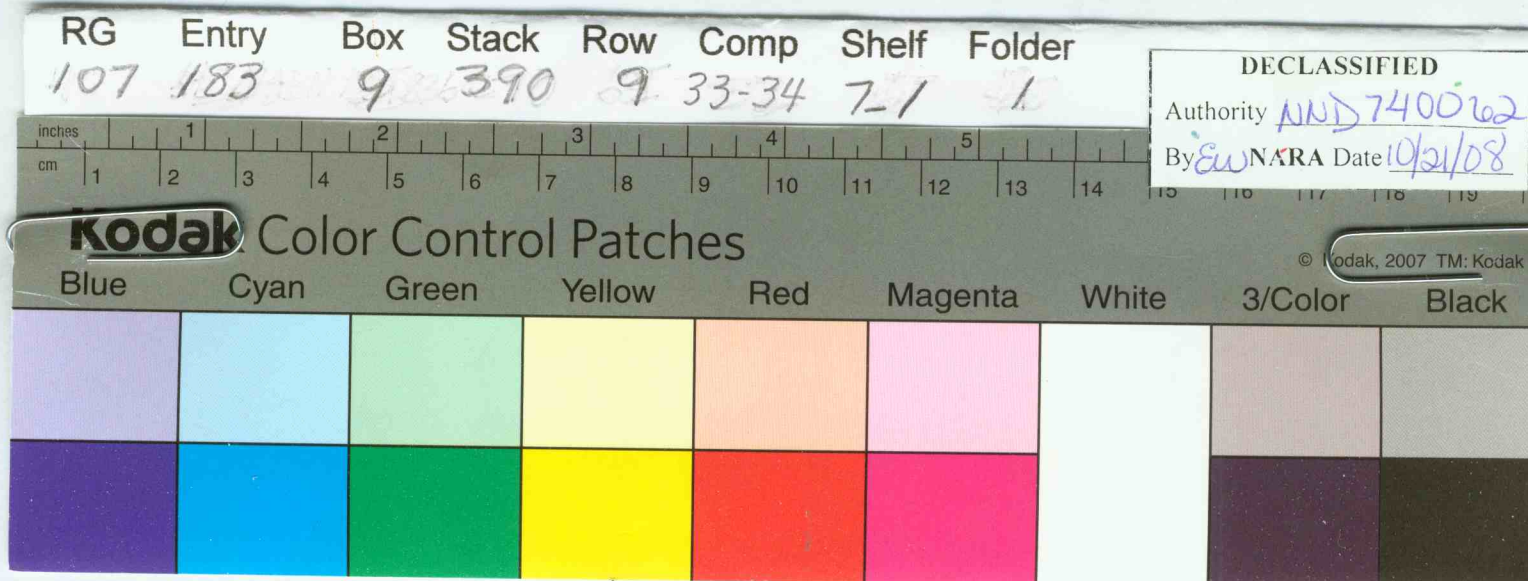 RG Entry Box Stack Row Comp Shelf Folder
107 183 9 390 9 33-34 7-1 1
DECLASSIFIED
Authority NND 740062
By EW NARA Date 10/21/08
inches 1 2 3 4 5
cm 1 2 3 4 5 6 7 8 9 10 11 12 13 14 15 16 17 18 19
Kodak Color Control Patches
© Kodak, 2007 TM: Kodak
Blue Cyan Green Yellow Red Magenta White 3/Color Black